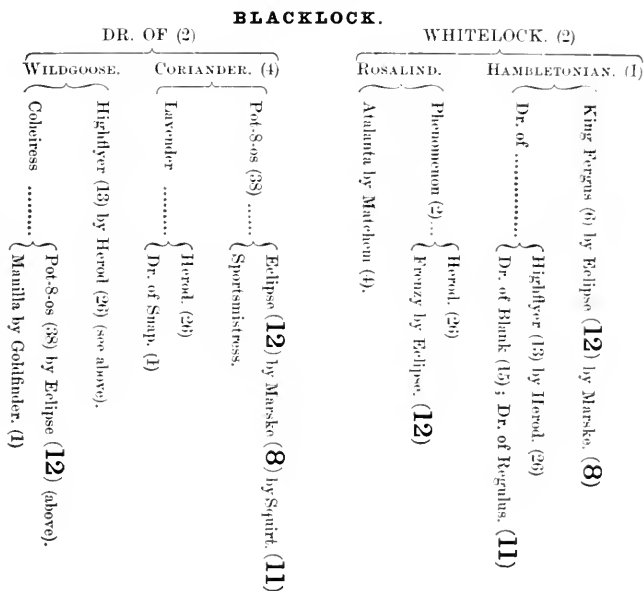 BLACKLOCK.
DR. OF (2)
WHITELOCK. (2)
WILDGOOSE.
CORIANDER. (4)
ROSALIND.
HAMBLETONIAN. (1)
King Fergus (6) by Eclipse (12) by Marske. (8)
Dr. of ..........
Highflyer (13) by Herod. (26)
Dr. of Blank (15) ; Dr. of Regulus. (11)
Phenomenon (2)...
Herod. (26)
Frenzy by Eclipse. (12)
Atalanta by Matchem (4).
Pot-8-os (38) ......
Eclipse (12) by Marske (8) by Squirt. (11)
Sportsmistress.
Lavender ..........
Herod. (26)
Dr. of Snap. (1)
Highflyer (13) by Herod (26) (see above).
Coheiress ..........
Pot-8-os (38) by Eclipse (12) (above).
Manilla by Goldfinder. (1)